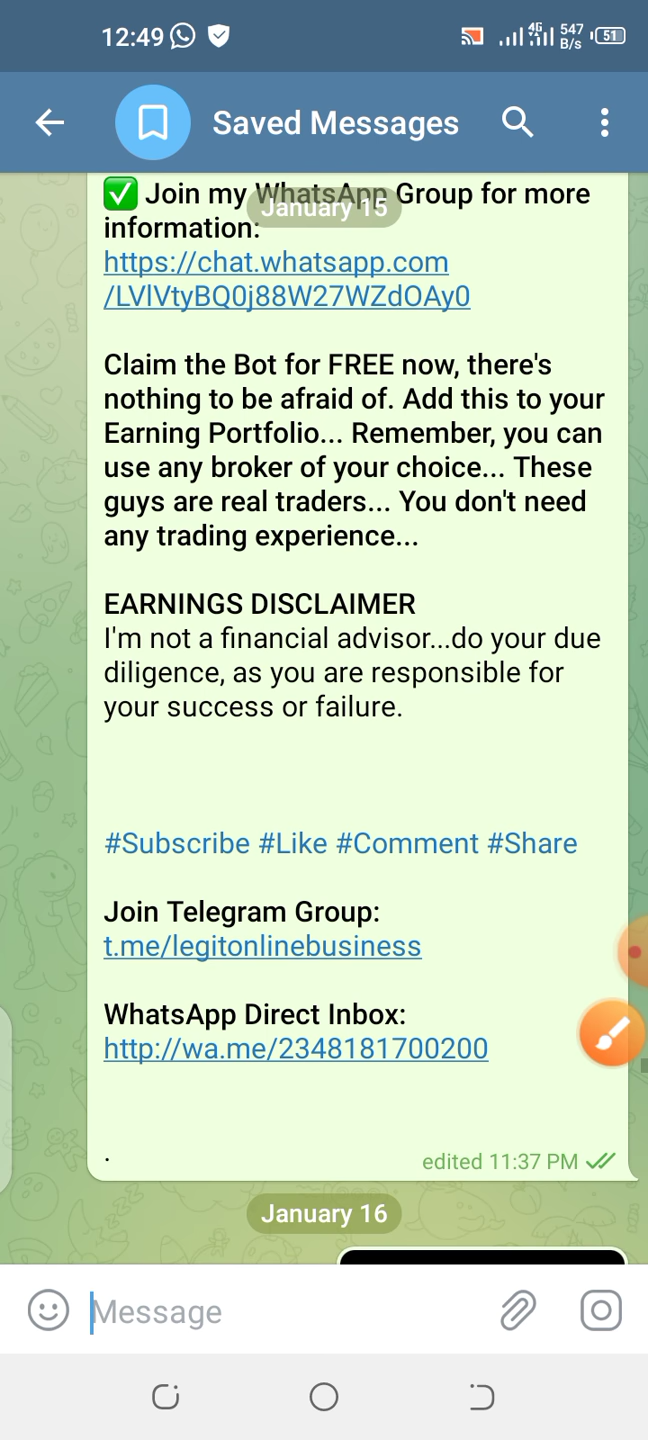 12:49
4G
547
B/s
51
Saved Messages
✅ Join my WhatsApp Group for more
January 15
information:
https://chat.whatsapp.com
/LVlVtyBQ0j88W27WZdOAy0
Claim the Bot for FREE now, there's
nothing to be afraid of. Add this to your
Earning Portfolio... Remember, you can
use any broker of your choice... These
guys are real traders... You don't need
any trading experience...
EARNINGS DISCLAIMER
I'm not a financial advisor...do your due
diligence, as you are responsible for
your success or failure.
#Subscribe #Like #Comment #Share
Join Telegram Group:
t.me/legitonlinebusiness
WhatsApp Direct Inbox:
http://wa.me/2348181700200
.
edited 11:37 PM
January 16
Message